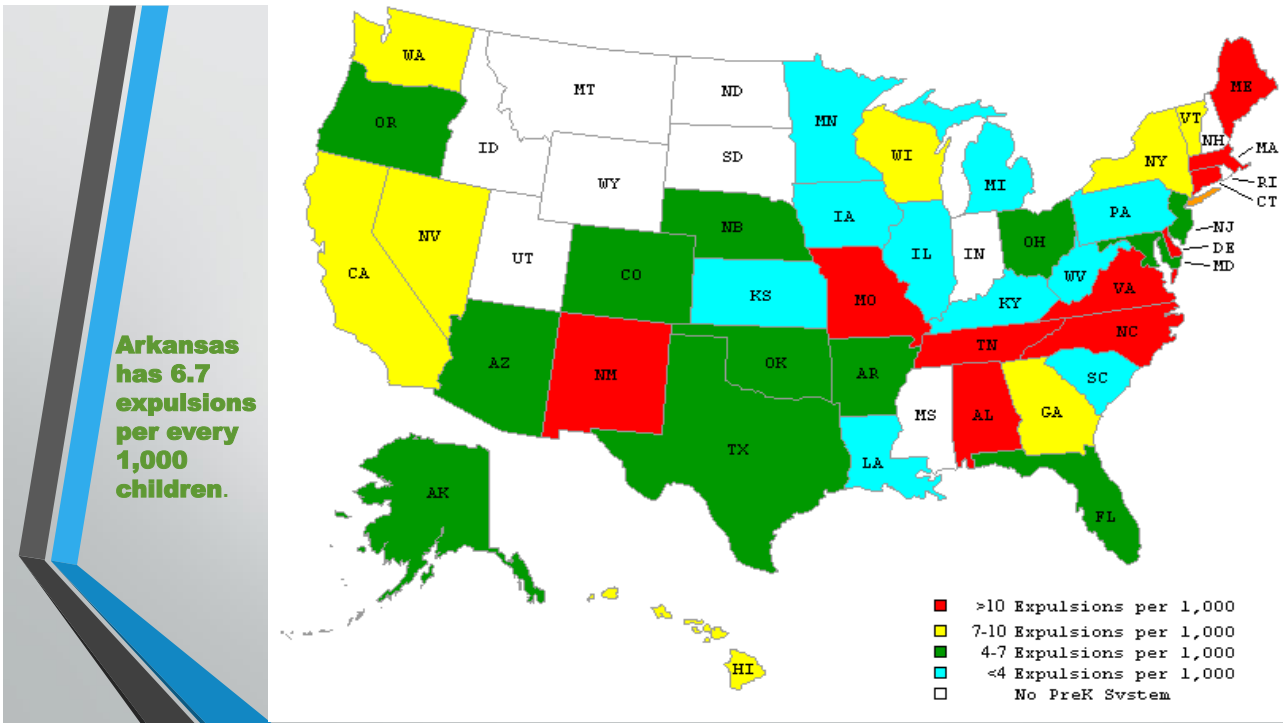 Arkansas
has 6.7
expulsions
per every
1,000
children.
WA
OR
CA
NV
ID
MT
WY
UT
AZ
CO
NM
ND
SD
NB
KS
OK
TX
MN
IA
MO
AR
LA
WI
IL
MI
IN
OH
KY
TN
MS
AL
GA
FL
SC
NC
VA
WV
PA
NY
VT
NH
ME
MA
RI
CT
NJ
DE
MD
AK
HI
>10 Expulsions per 1,000
7-10 Expulsions per 1,000
4-7 Expulsions per 1,000
<4 Expulsions per 1,000
No PreK System